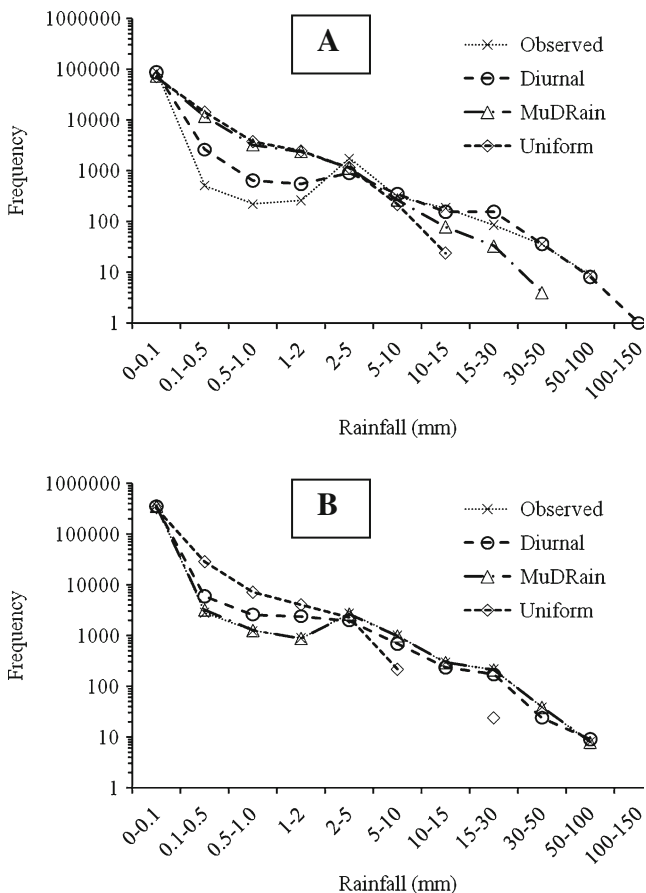 A
1000000
100000
10000
1000
100
10
1
Frequency
Observed
Diurnal
MuDRain
Uniform
0-0.1
0.1-0.5
0.5-1.0
1-2
2-5
5-10
10-15
15-30
30-50
50-100
100-150
Rainfall (mm)
B
1000000
100000
10000
1000
100
10
1
Frequency
Observed
Diurnal
MuDRain
Uniform
0-0.1
0.1-0.5
0.5-1.0
1-2
2-5
5-10
10-15
15-30
30-50
50-100
100-150
Rainfall (mm)